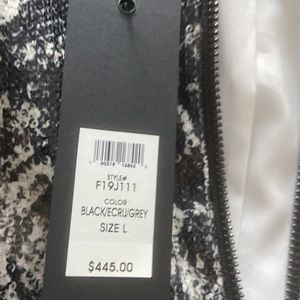 STYLE#
F19J111
COLOR
BLACK/ECRU/GREY
SIZE L
$445.00